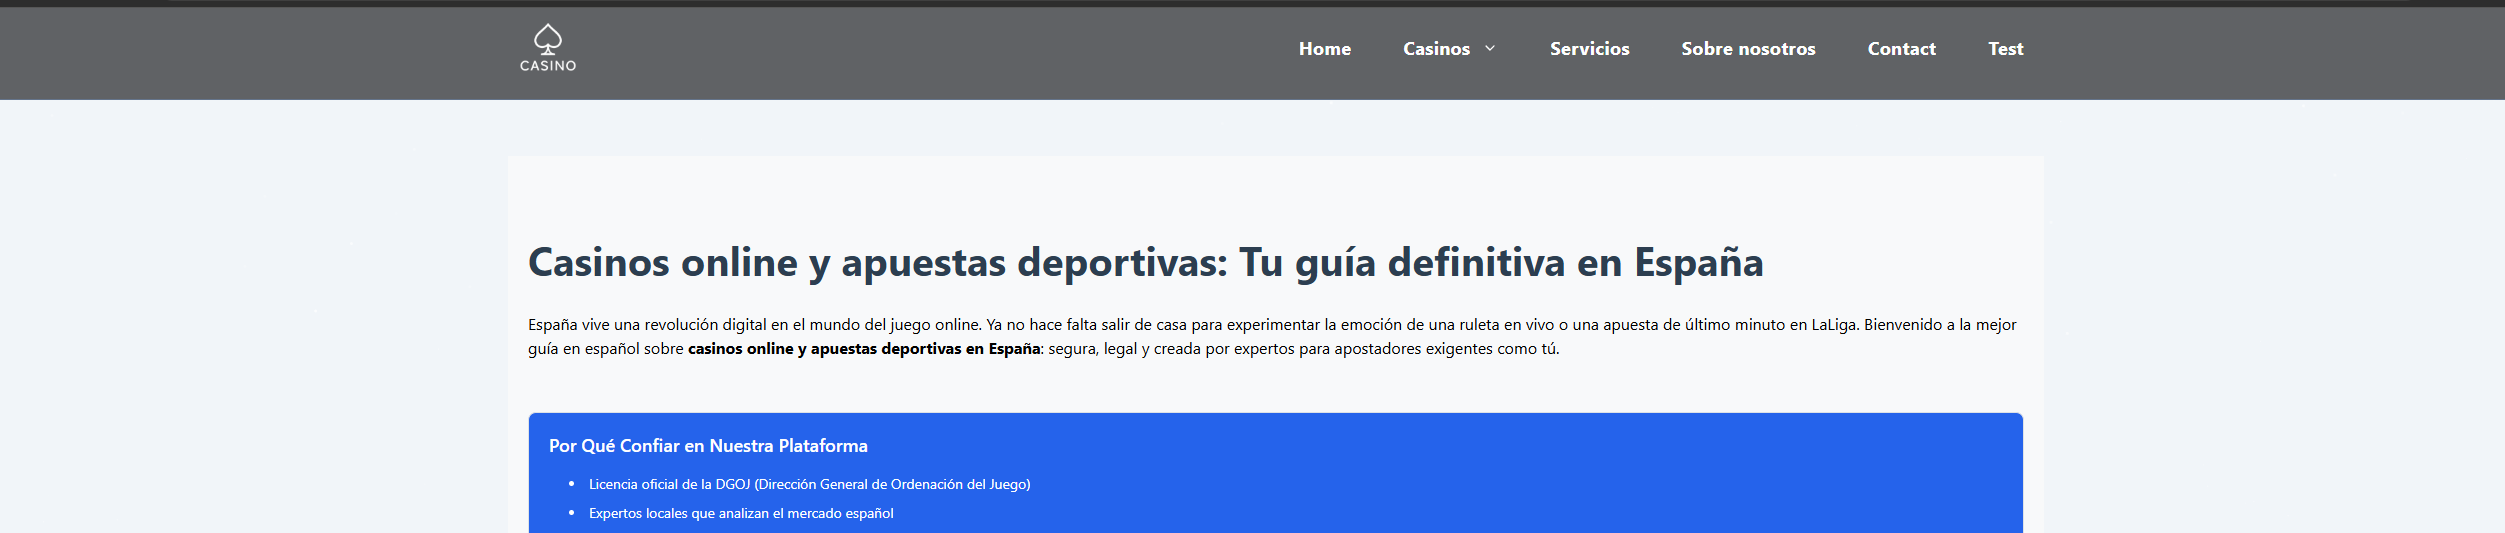 CASINO
Home Casinos Servicios Sobre nosotros Contact Test
Casinos online y apuestas deportivas: Tu guía definitiva en España
España vive una revolución digital en el mundo del juego online. Ya no hace falta salir de casa para experimentar la emoción de una ruleta en vivo o una apuesta de último minuto en LaLiga. Bienvenido a la mejor
guía en español sobre casinos online y apuestas deportivas en España: segura, legal y creada por expertos para apostadores exigentes como tú.
Por Qué Confiar en Nuestra Plataforma
• Licencia oficial de la DGOJ (Dirección General de Ordenación del Juego)
• Expertos locales que analizan el mercado español